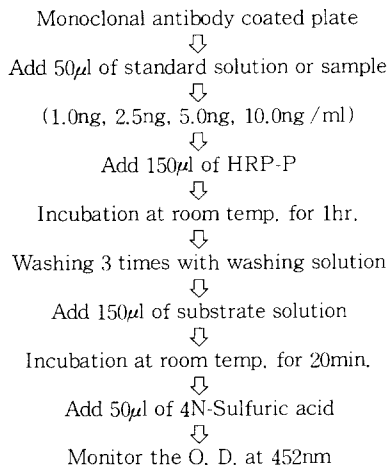 Monoclonal antibody coated plate
⇩
Add 50μl of standard solution or sample
⇩
(1.0ng, 2.5ng, 5.0ng, 10.0ng /ml)
⇩
Add 150μl of HRP-P
⇩
Incubation at room temp. for 1hr.
⇩
Washing 3 times with washing solution
⇩
Add 150μl of substrate solution
⇩
Incubation at room temp. for 20min.
⇩
Add 50μl of 4N-Sulfuric acid
⇩
Monitor the O. D. at 452nm